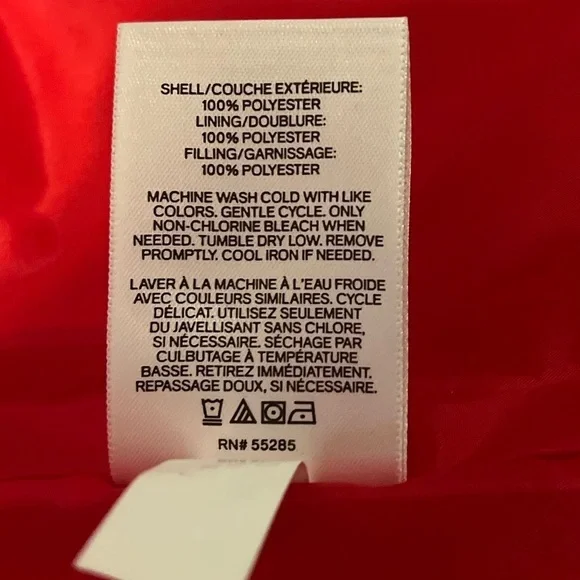 SHELL/COUCHE EXTÉRIEURE:
100% POLYESTER
LINING/DOUBLURE:
100% POLYESTER
FILLING/GARNISSAGE:
100% POLYESTER
MACHINE WASH COLD WITH LIKE
COLORS. GENTLE CYCLE. ONLY
NON-CHLORINE BLEACH WHEN
NEEDED. TUMBLE DRY LOW. REMOVE
PROMPTLY. COOL IRON IF NEEDED.
LAVER À LA MACHINE À L'EAU FROIDE
AVEC COULEURS SIMILAIRES. CYCLE
DÉLICAT. UTILISEZ SEULEMENT
DU JAVELLISANT SANS CHLORE,
SI NÉCESSAIRE. SÉCHAGE PAR
CULBUTAGE À TEMPÉRATURE
BASSE. RETIREZ IMMÉDIATEMENT.
REPASSAGE DOUX, SI NÉCESSAIRE.
RN# 55285